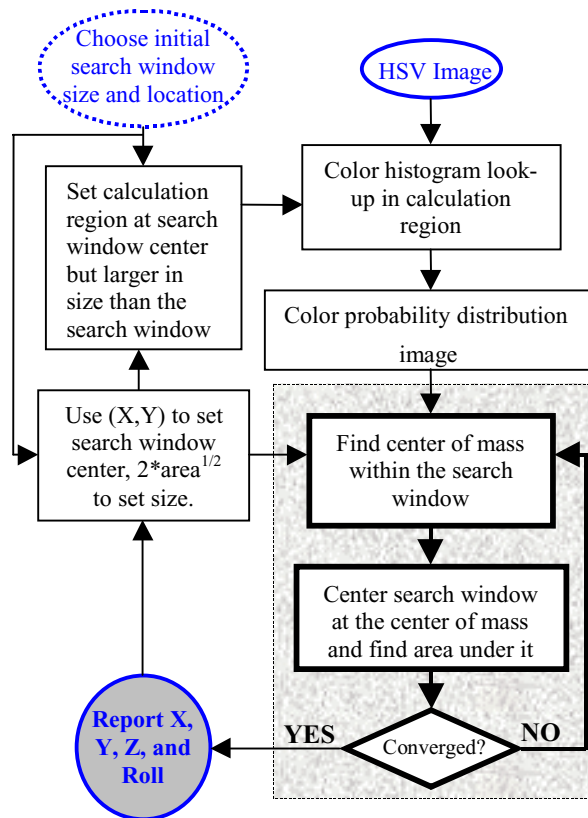 Choose initial
search window
size and location
HSV Image
Set calculation
region at search
window center
but larger in
size than the
search window
Color histogram look-
up in calculation
region
Color probability distribution
image
Use (X,Y) to set
search window
center, 2*area^1/2
to set size.
Find center of mass
within the search
window
Center search window
at the center of mass
and find area under it
Report X,
Y, Z, and
Roll
YES
Converged?
NO